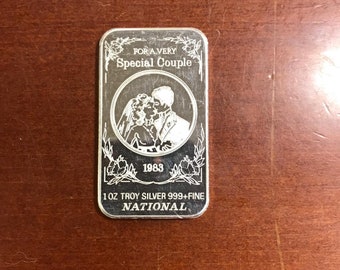 FOR A VERY
Special Couple
1983
1 OZ TROY SILVER 999+FINE
NATIONAL